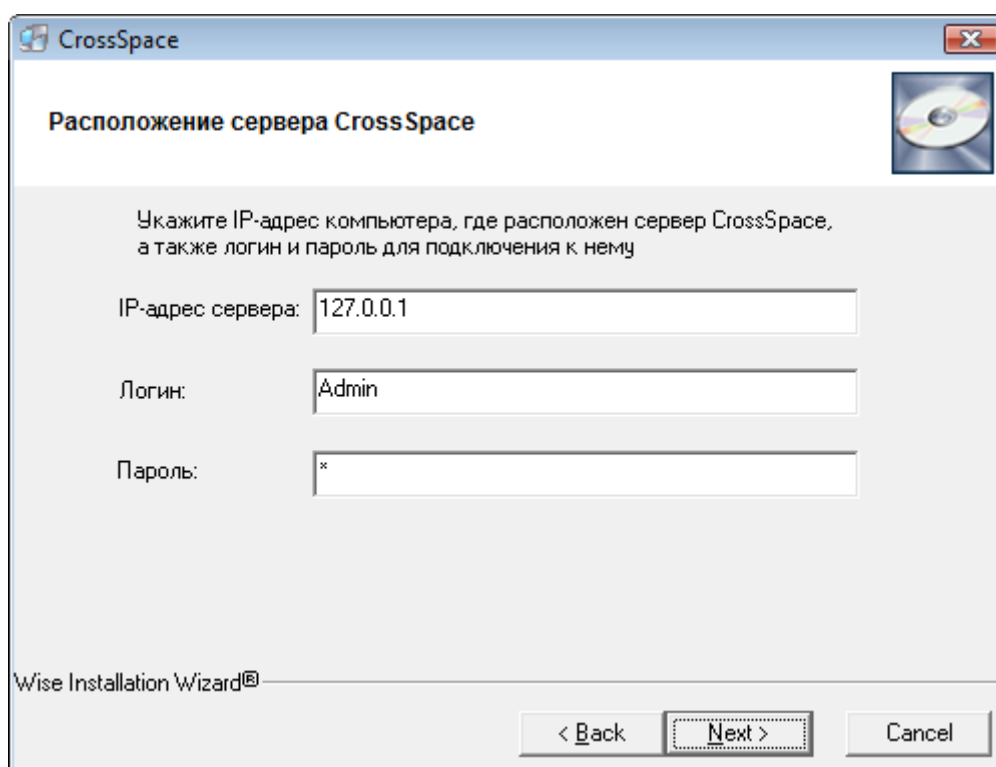 CrossSpace
Расположение сервера CrossSpace
Укажите IP-адрес компьютера, где расположен сервер CrossSpace,
а также логин и пароль для подключения к нему
IP-адрес сервера: 127.0.0.1
Логин: Admin
Пароль: *
Wise Installation Wizard®
< Back Next > Cancel